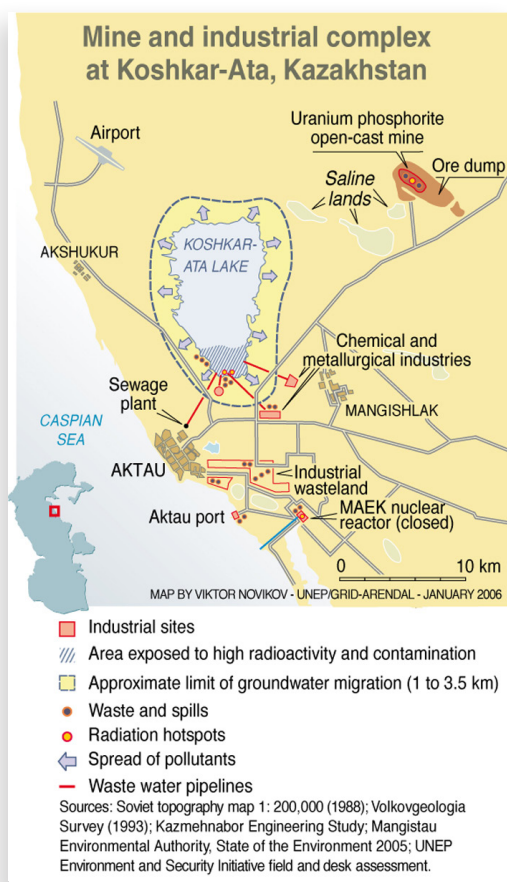 Mine and industrial complex
at Koshkar-Ata, Kazakhstan
Uranium phosphorite
open-cast mine
Airport
Ore dump
Saline
lands
KOSHKAR-
ATA LAKE
AKSHUKUR
Chemical and
metallurgical industries
Sewage
plant
MANGISHLAK
CASPIAN
SEA
AKTAU
Industrial
wasteland
MAEK nuclear
reactor (closed)
Aktau port
0 10 km
MAP BY VIKTOR NOVIKOV - UNEP/GRID-ARENDAL - JANUARY 2006
Industrial sites
Area exposed to high radioactivity and contamination
Approximate limit of groundwater migration (1 to 3.5 km)
Waste and spills
Radiation hotspots
Spread of pollutants
Waste water pipelines
Sources: Soviet topography map 1: 200,000 (1988); Volkovgeologia
Survey (1993); Kazmehnabor Engineering Study; Mangistau
Environmental Authority, State of the Environment 2005; UNEP
Environment and Security Initiative field and desk assessment.